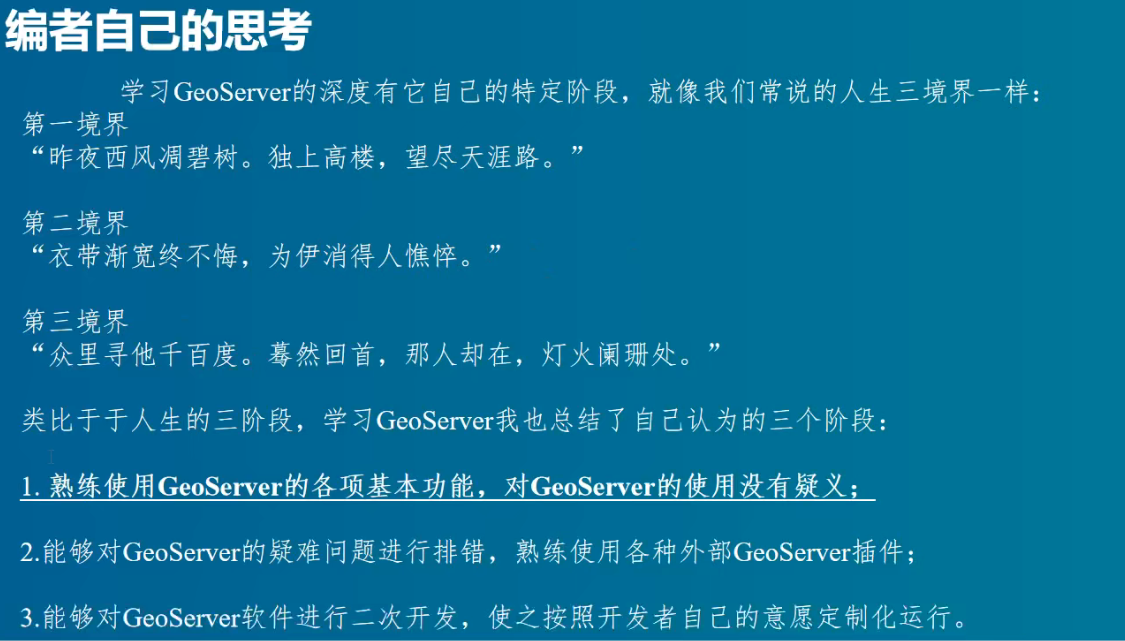 编者自己的思考
学习GeoServer的深度有它自己的特定阶段，就像我们常说的人生三境界一样：
第一境界
“昨夜西风凋碧树。独上高楼，望尽天涯路。”
第二境界
“衣带渐宽终不悔，为伊消得人憔悴。”
第三境界
“众里寻他千百度。蓦然回首，那人却在，灯火阑珊处。”
类比于于人生的三阶段，学习GeoServer我也总结了自己认为的三个阶段：
1. 熟练使用GeoServer的各项基本功能，对GeoServer的使用没有疑义；
2.能够对GeoServer的疑难问题进行排错，熟练使用各种外部GeoServer插件；
3.能够对GeoServer软件进行二次开发，使之按照开发者自己的意愿定制化运行。